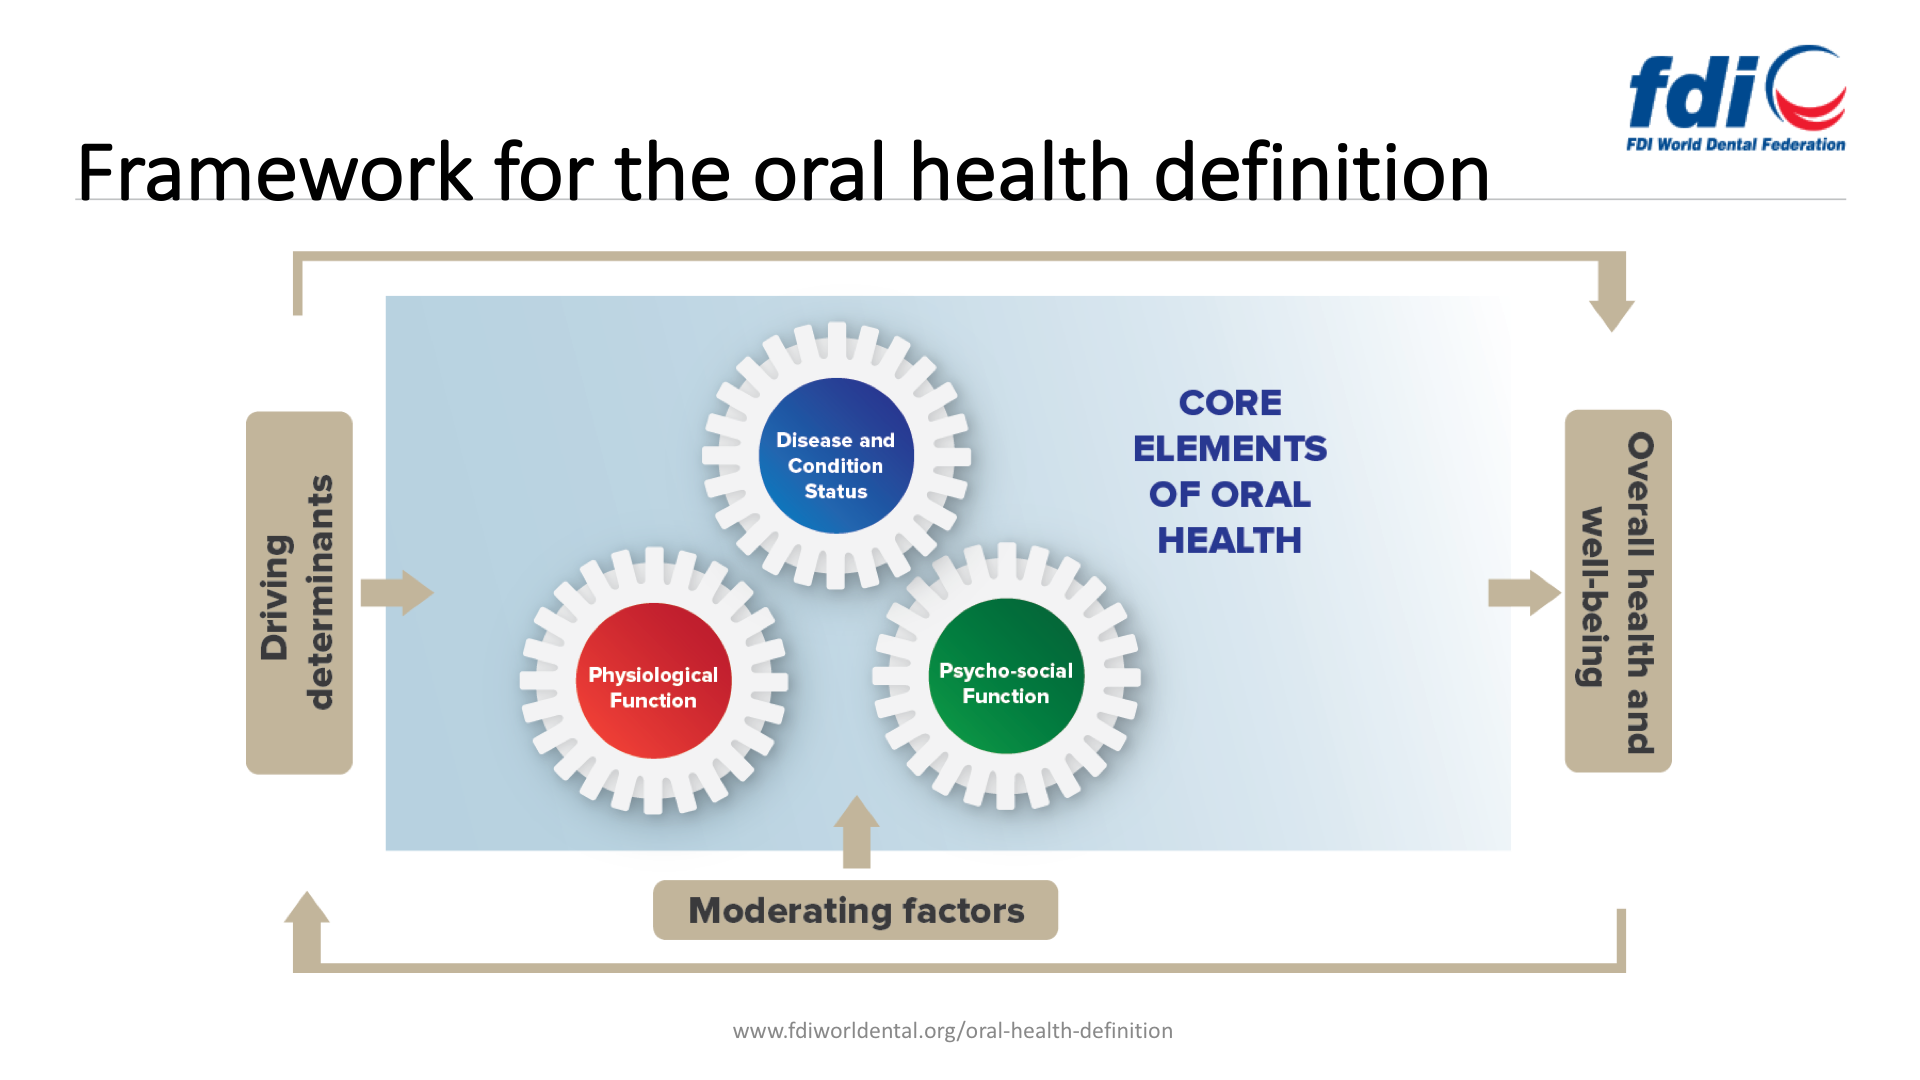 fdi
FDI World Dental Federation
Framework for the oral health definition
Driving
determinants
Disease and
Condition
Status
Physiological
Function
Psycho-social
Function
CORE
ELEMENTS
OF ORAL
HEALTH
Overall health and
well-being
Moderating factors
www.fdiworldental.org/oral-health-definition